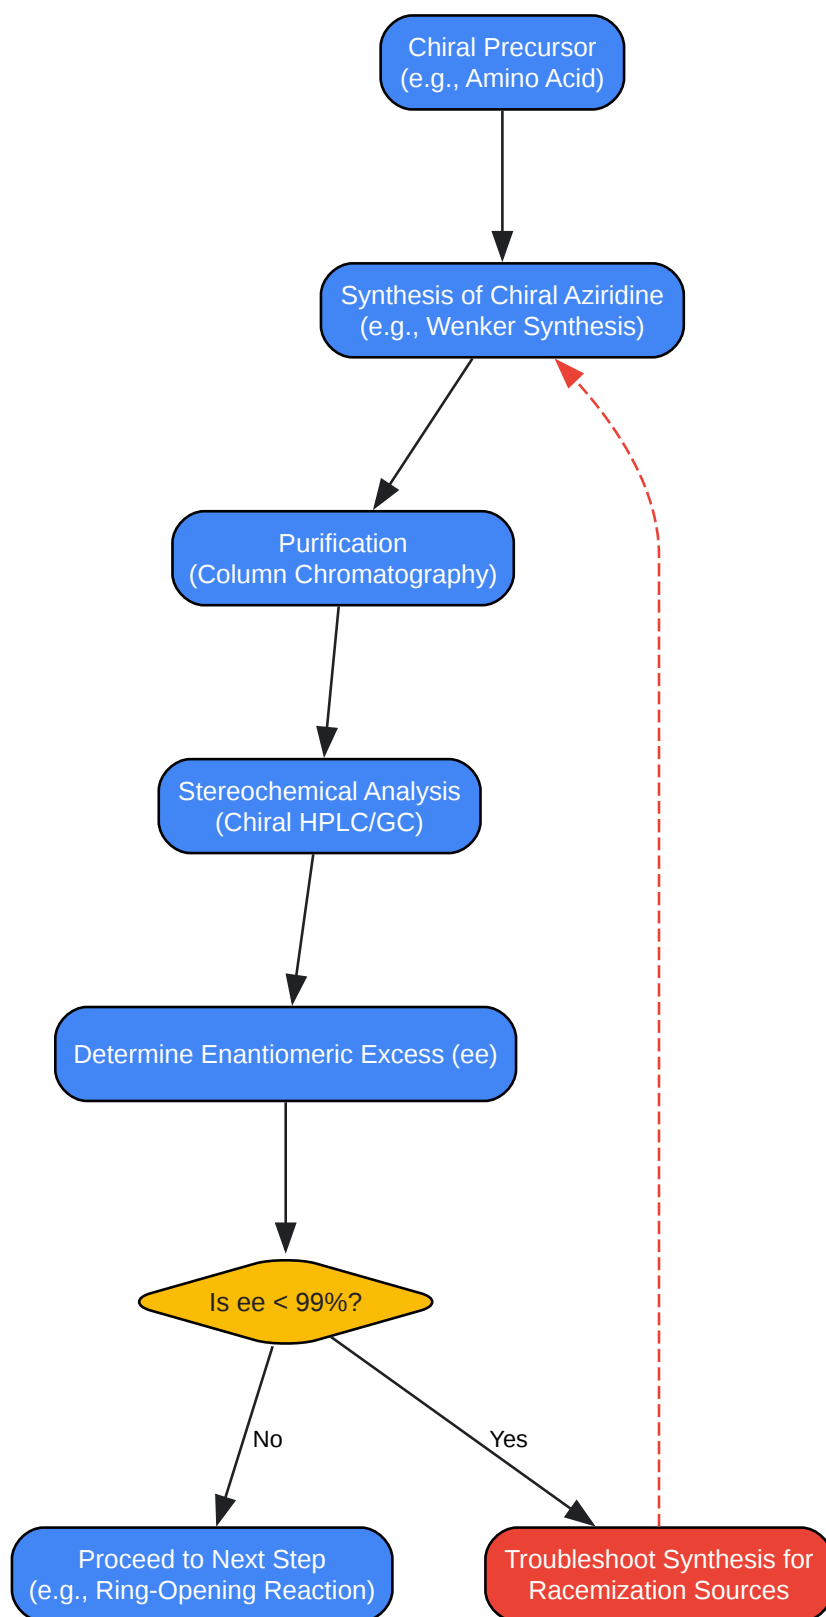 Chiral Precursor
(e.g., Amino Acid)
Synthesis of Chiral Aziridine
(e.g., Wenker Synthesis)
Purification
(Column Chromatography)
Stereochemical Analysis
(Chiral HPLC/GC)
Determine Enantiomeric Excess (ee)
Is ee < 99%?
No
Yes
Proceed to Next Step
(e.g., Ring-Opening Reaction)
Troubleshoot Synthesis for
Racemization Sources